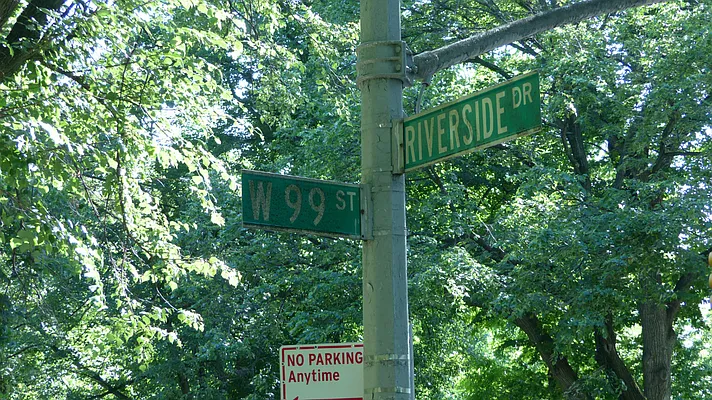 RIVERSIDE DR
W 99 ST
NO PARKING
Anytime